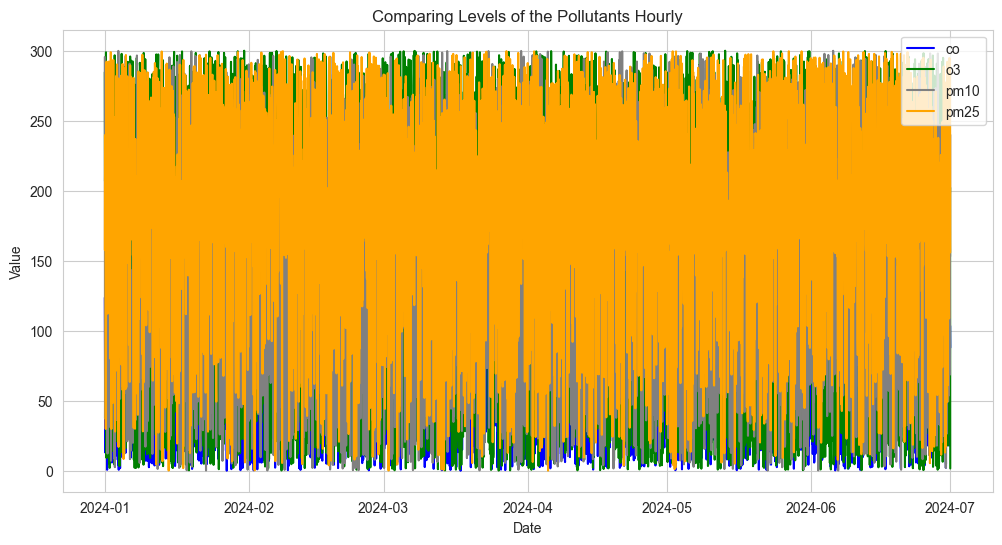 Comparing Levels of the Pollutants Hourly
co
o3
pm10
pm25
300
250
200
150
100
50
0
Value
2024-01 2024-02 2024-03 2024-04 2024-05 2024-06 2024-07
Date